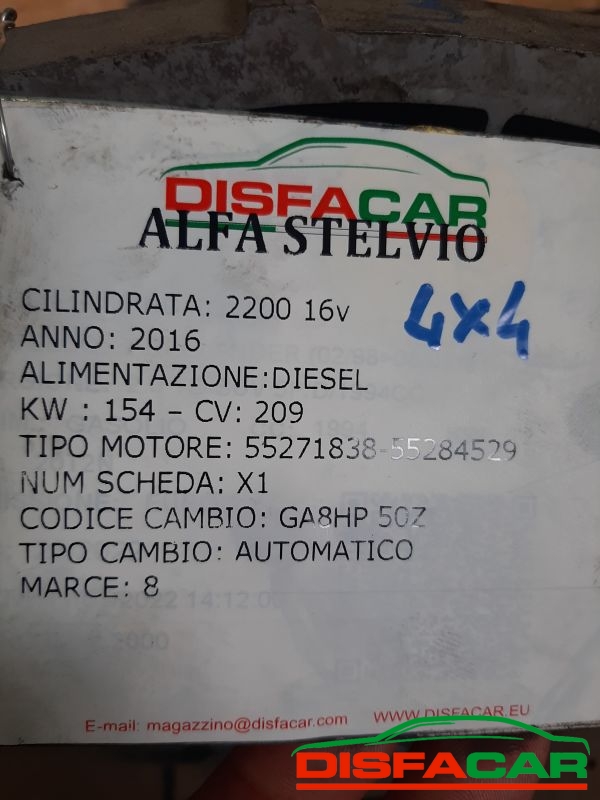 DISFACAR
ALFA STELVIO
CILINDRATA: 2200 16v
4x4
ANNO: 2016
ALIMENTAZIONE:DIESEL
KW : 154 – CV: 209
TIPO MOTORE: 55271838-55284529
NUM SCHEDA: X1
CODICE CAMBIO: GA8HP 50Z
TIPO CAMBIO: AUTOMATICO
MARCE: 8
E-mail: magazzino@disfacar.com
WWW.DISFACAR.EU
DISFACAR